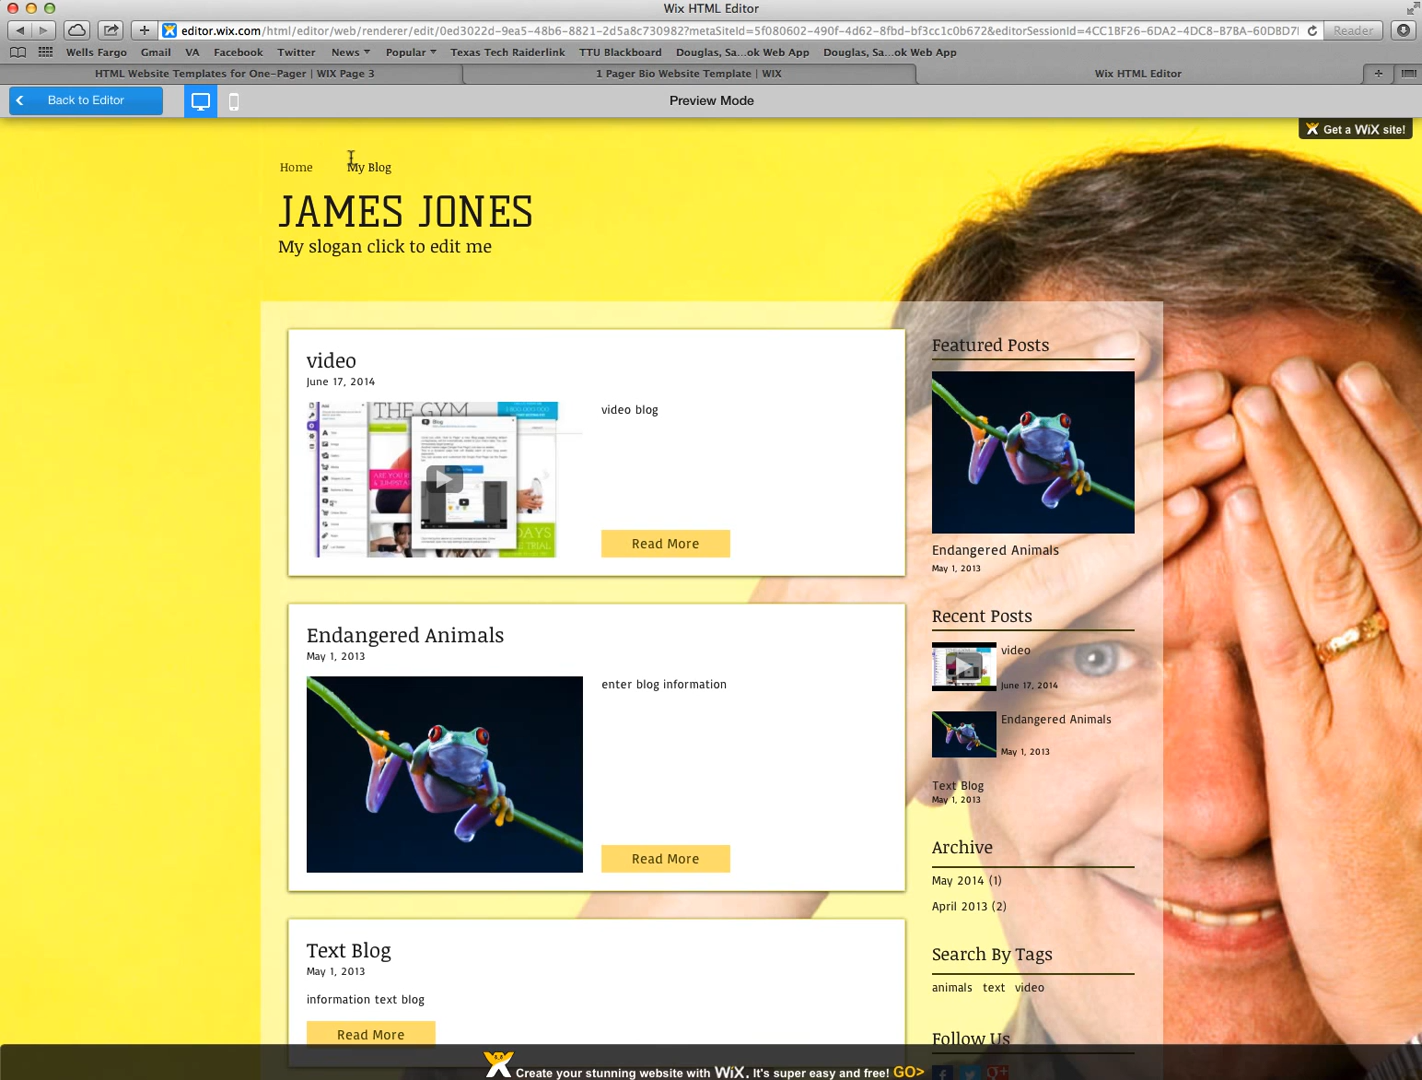 Wix HTML Editor
editor.wix.com/html/editor/web/renderer/edit/0ed3022d-9ea5-48b6-8821-2d5a8c730982?metaSiteId=5f080602-490f-4d62-8fbd-bf3cc1c0b672&editorSessionId=4CC1BF26-6DA2-4DC8-B7BA-60DBD7
Reader
Wells Fargo Gmail VA Facebook Twitter News Popular Texas Tech Raiderlink TTU Blackboard Douglas, Sa...ok Web App Douglas, Sa...ok Web App
HTML Website Templates for One-Pager | WIX Page 3
1 Pager Bio Website Template | WIX
Wix HTML Editor
Back to Editor
Preview Mode
Get a WiX site!
Home My Blog
JAMES JONES
My slogan click to edit me
video
June 17, 2014
THE GYM
Blog
video blog
Read More
Endangered Animals
May 1, 2013
enter blog information
Read More
Text Blog
May 1, 2013
information text blog
Read More
Featured Posts
Endangered Animals
May 1, 2013
Recent Posts
video
June 17, 2014
Endangered Animals
May 1, 2013
Text Blog
May 1, 2013
Archive
May 2014 (1)
April 2013 (2)
Search By Tags
animals text video
Follow Us
Create your stunning website with WiX. It's super easy and free! GO>